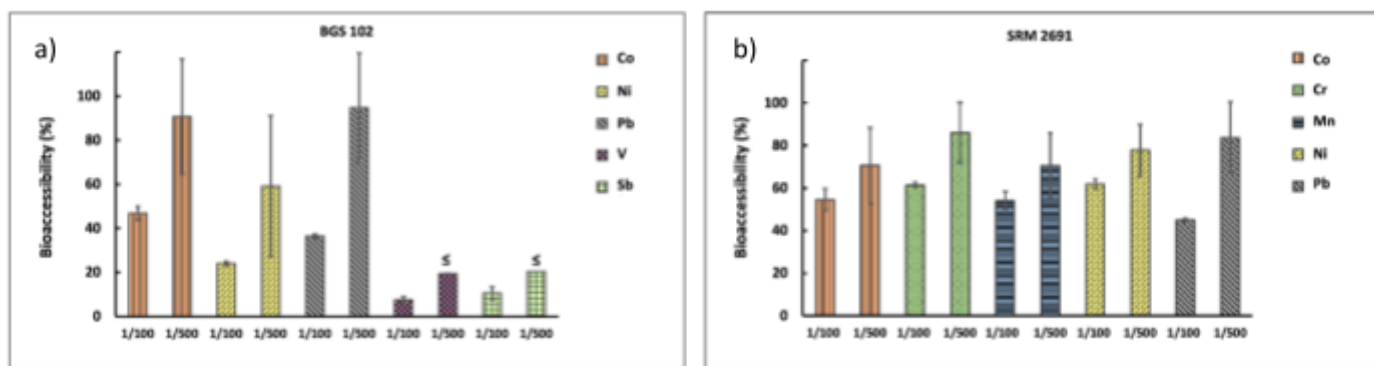 a)
BGS 102
Bioaccessibility (%)
100
80
60
40
20
0
1/100 1/500 1/100 1/500 1/100 1/500 1/100 1/500 1/100 1/500
≤ ≤
Co
Ni
Pb
V
Sb
b)
SRM 2691
Bioaccessibility (%)
100
80
60
40
20
0
1/100 1/500 1/100 1/500 1/100 1/500 1/100 1/500 1/100 1/500
Co
Cr
Mn
Ni
Pb